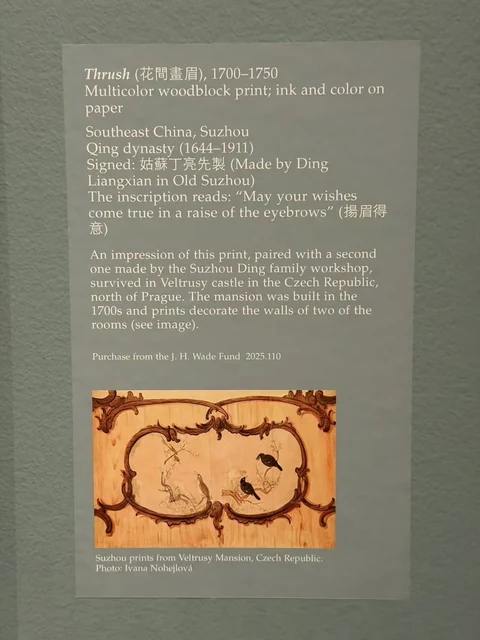 Thrush (花間畫眉), 1700–1750
Multicolor woodblock print; ink and color on
paper
Southeast China, Suzhou
Qing dynasty (1644–1911)
Signed: 姑蘇丁亮先製 (Made by Ding
Liangxian in Old Suzhou)
The inscription reads: “May your wishes
come true in a raise of the eyebrows” (揚眉得
意)
An impression of this print, paired with a second
one made by the Suzhou Ding family workshop,
survived in Veltrusy castle in the Czech Republic,
north of Prague. The mansion was built in the
1700s and prints decorate the walls of two of the
rooms (see image).
Purchase from the J. H. Wade Fund 2025.110
Suzhou prints from Veltrusy Mansion, Czech Republic.
Photo: Ivana Nohejlová